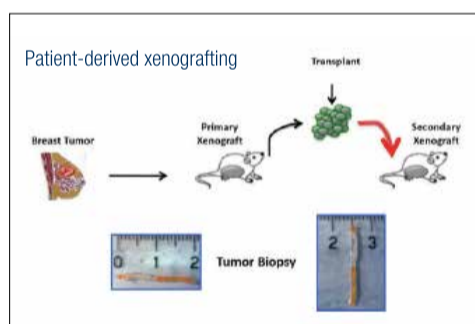 Patient-derived xenografting
Transplant
Breast Tumor
Primary
Xenograft
Secondary
Xenograft
0 1 2
Tumor Biopsy
2 3